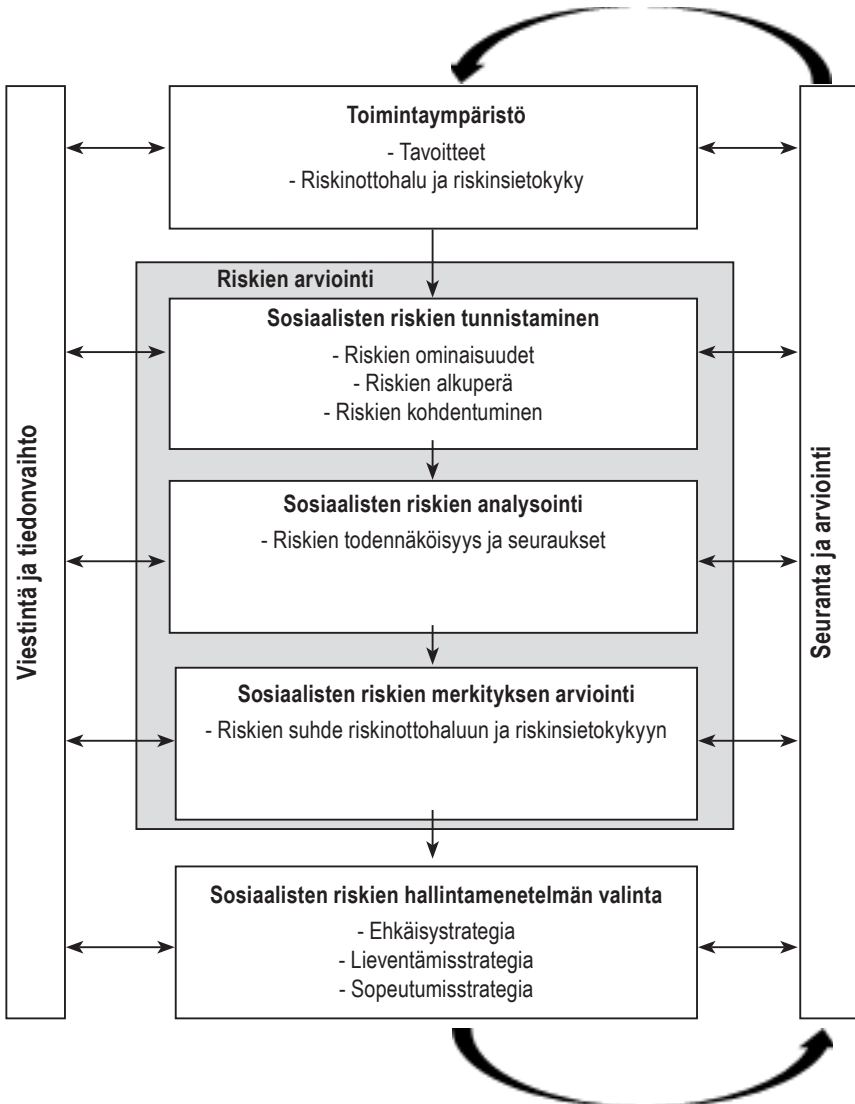 Toimintaympäristö
- Tavoitteet
- Riskinottohalu ja riskinsietokyky
Riskien arviointi
Sosiaalisten riskien tunnistaminen
- Riskien ominaisuudet
- Riskien alkuperä
- Riskien kohdentuminen
Sosiaalisten riskien analysointi
- Riskien todennäköisyys ja seuraukset
Sosiaalisten riskien merkityksen arviointi
- Riskien suhde riskinottohaluun ja riskinsietokykyyn
Sosiaalisten riskien hallintamenetelmän valinta
- Ehkäisystrategia
- Lieventämisstrategia
- Sopeutumisstrategia
Viestintä ja tiedonvaihto
Seuranta ja arviointi